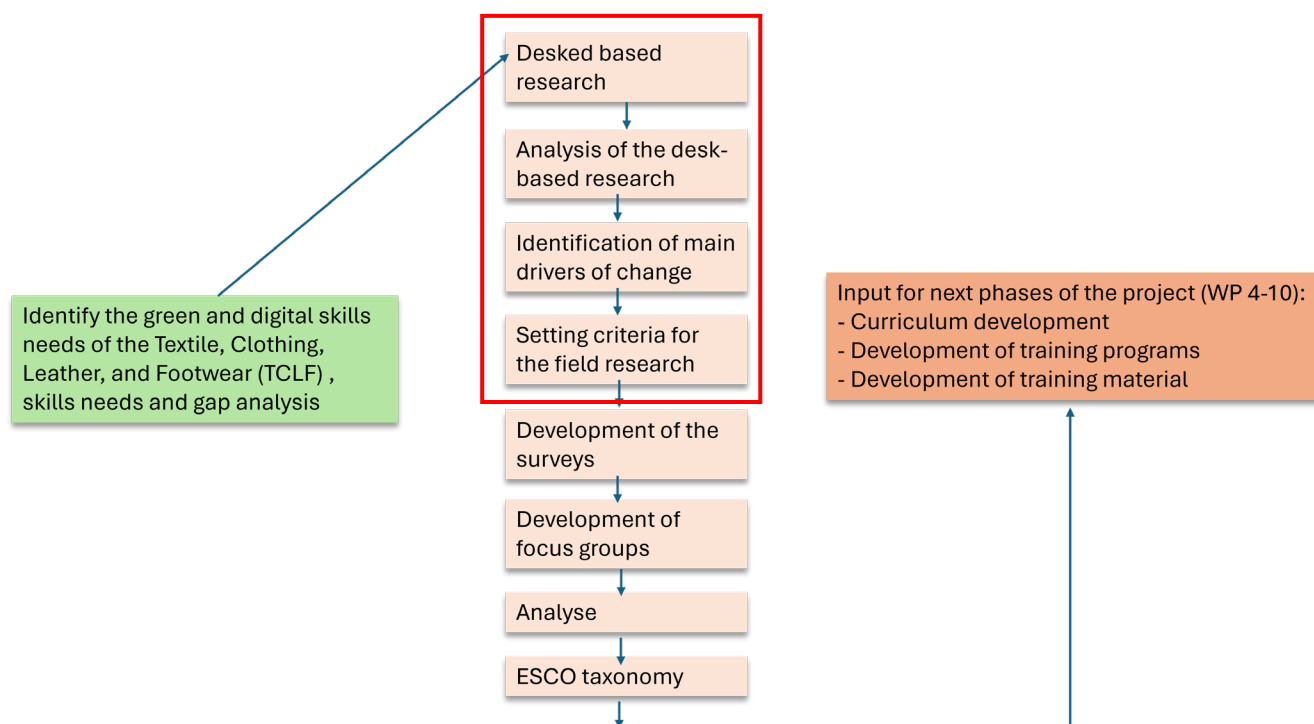 Desked based
research
Analysis of the desk-
based research
Identification of main
drivers of change
Setting criteria for
the field research
Identify the green and digital skills
needs of the Textile, Clothing,
Leather, and Footwear (TCLF) ,
skills needs and gap analysis
Input for next phases of the project (WP 4-10):
- Curriculum development
- Development of training programs
- Development of training material
Development of the
surveys
Development of
focus groups
Analyse
ESCO taxonomy